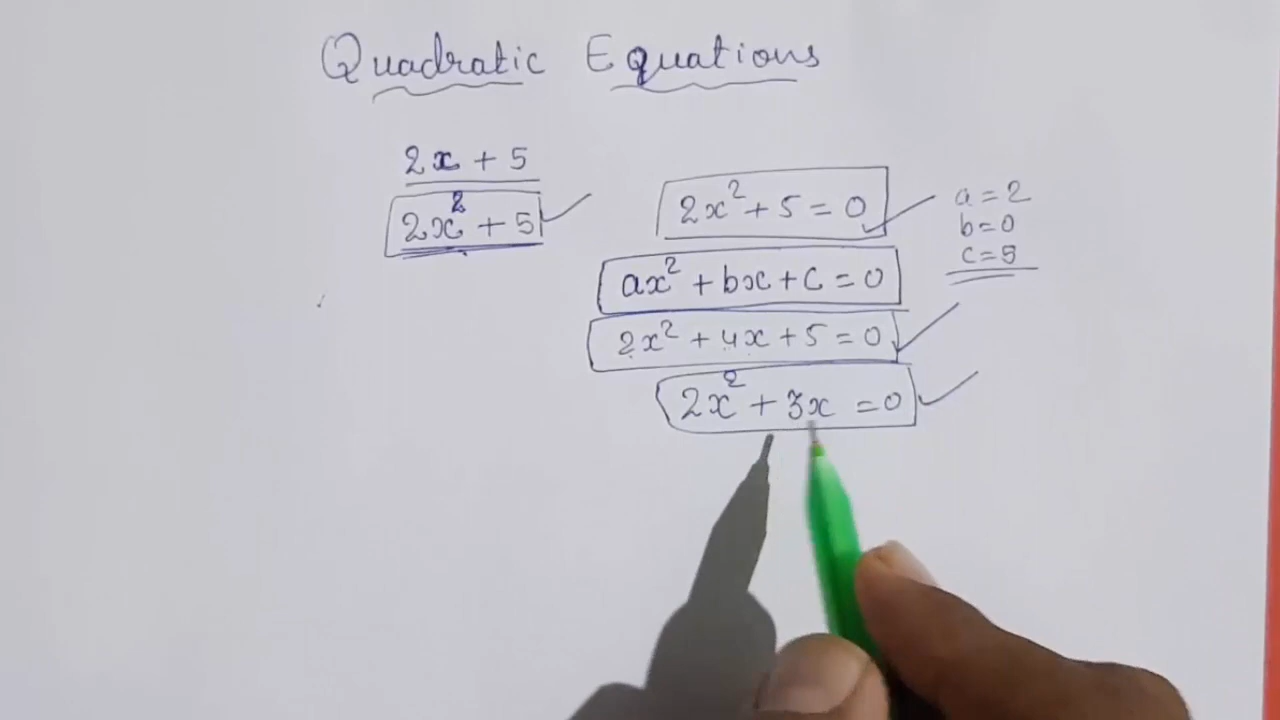 Quadratic Equations
2x + 5
2x² + 5
2x² + 5 = 0
a = 2
b = 0
c = 5
ax² + bx + c = 0
2x² + 4x + 5 = 0
2x² + 3x = 0